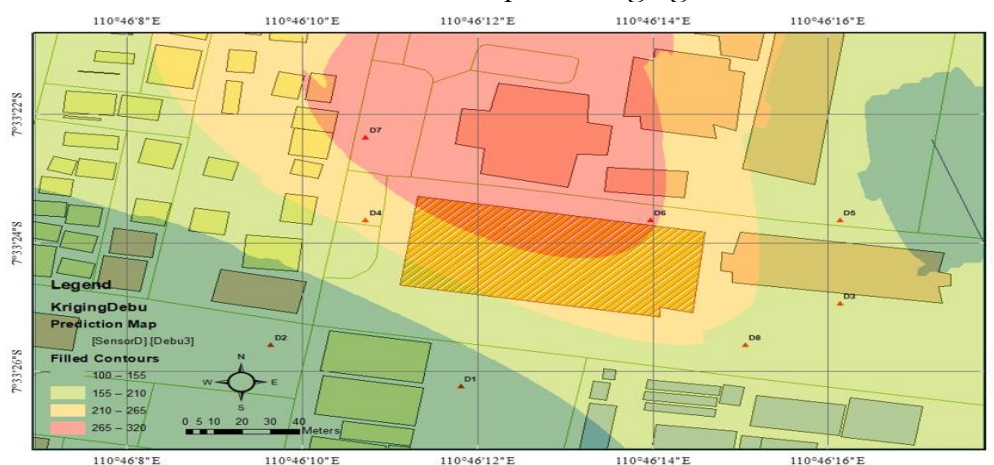 110°46'8"E 110°46'10"E 110°46'12"E 110°46'14"E 110°46'16"E
7°33'22"S
7°33'24"S
7°33'26"S
D7
D4
D6
D5
D3
D2
D8
D1
Legend
KrigingDebu
Prediction Map
[SensorD].[Debu3]
Filled Contours
100 – 155
155 – 210
210 – 265
265 – 320
N
W E
S
0 5 10 20 30 40
Meters
110°46'8"E 110°46'10"E 110°46'12"E 110°46'14"E 110°46'16"E